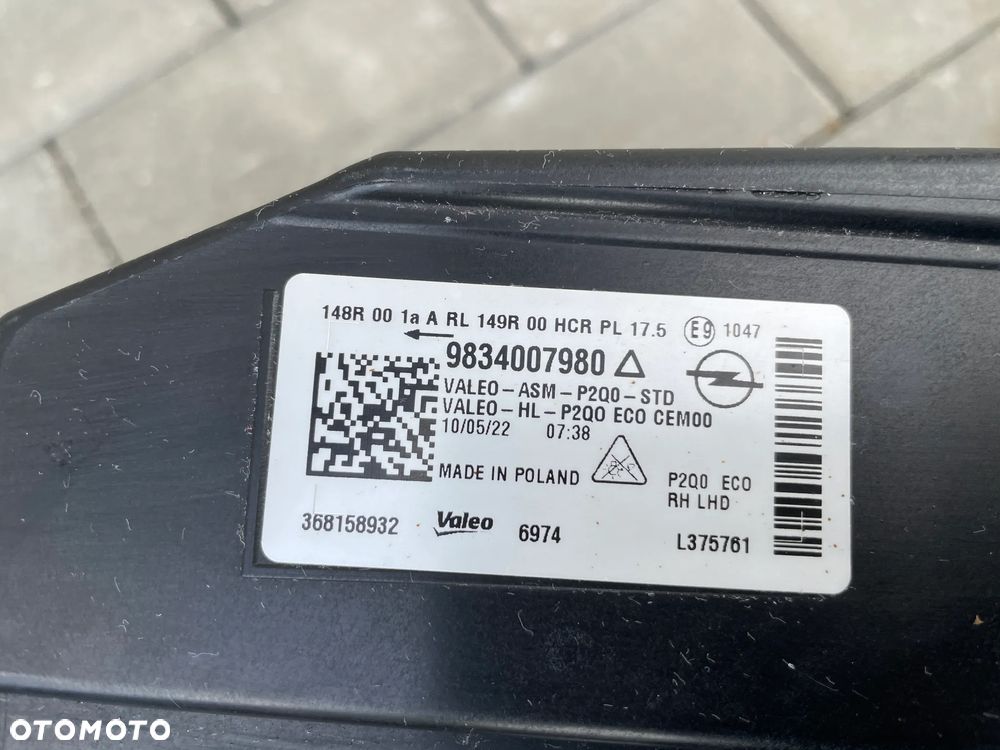 148R 00 1a A RL 149R 00 HCR PL 17.5 E9 1047
9834007980
VALEO-ASM-P2Q0-STD
VALEO-HL-P2Q0 ECO CEM00
10/05/22 07:38
MADE IN POLAND
P2Q0 ECO
RH LHD
368158932 Valeo 6974 L375761
OTOMOTO